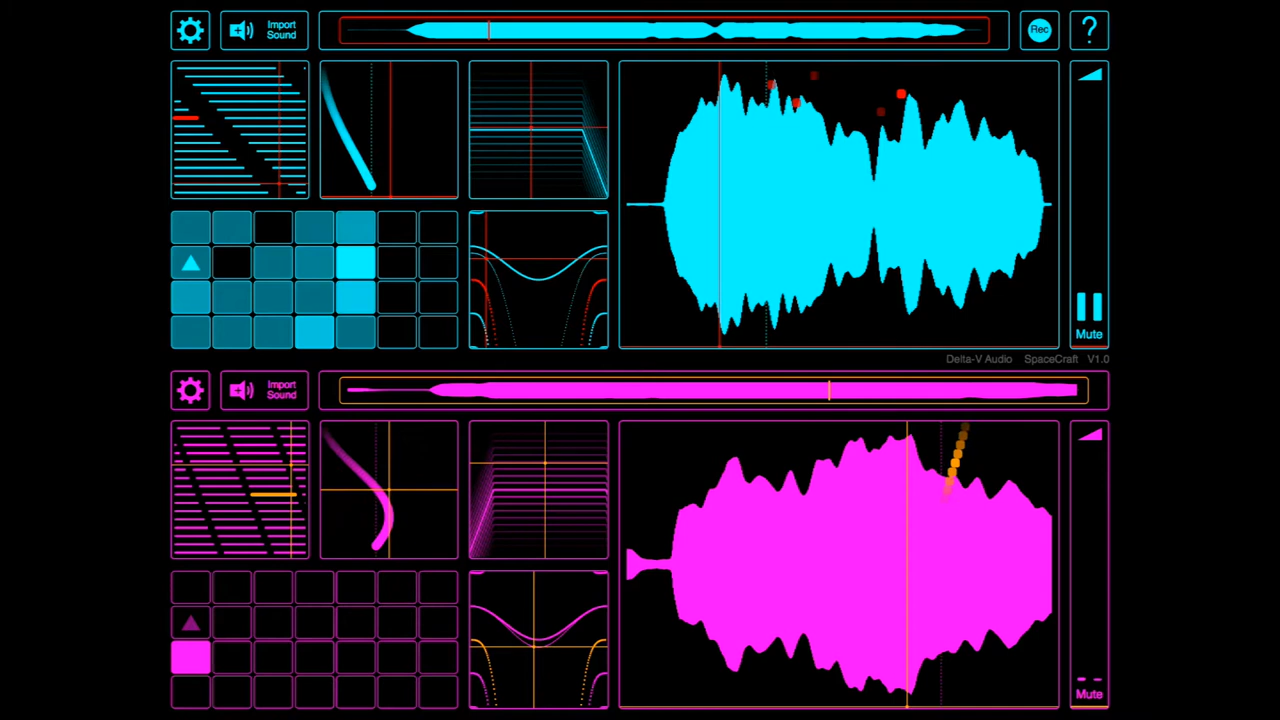 Import
Sound
Rec
?
Mute
Delta-V Audio SpaceCraft V1.0
Import
Sound
Mute